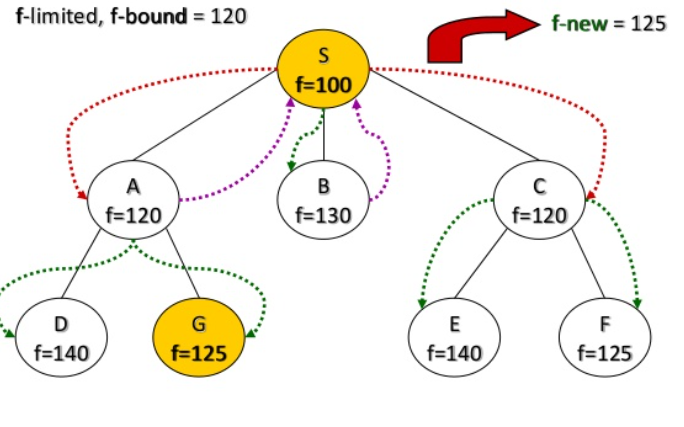 f-limited, f-bound = 120
f-new = 125
S
f=100
A
f=120
B
f=130
C
f=120
D
f=140
G
f=125
E
f=140
F
f=125